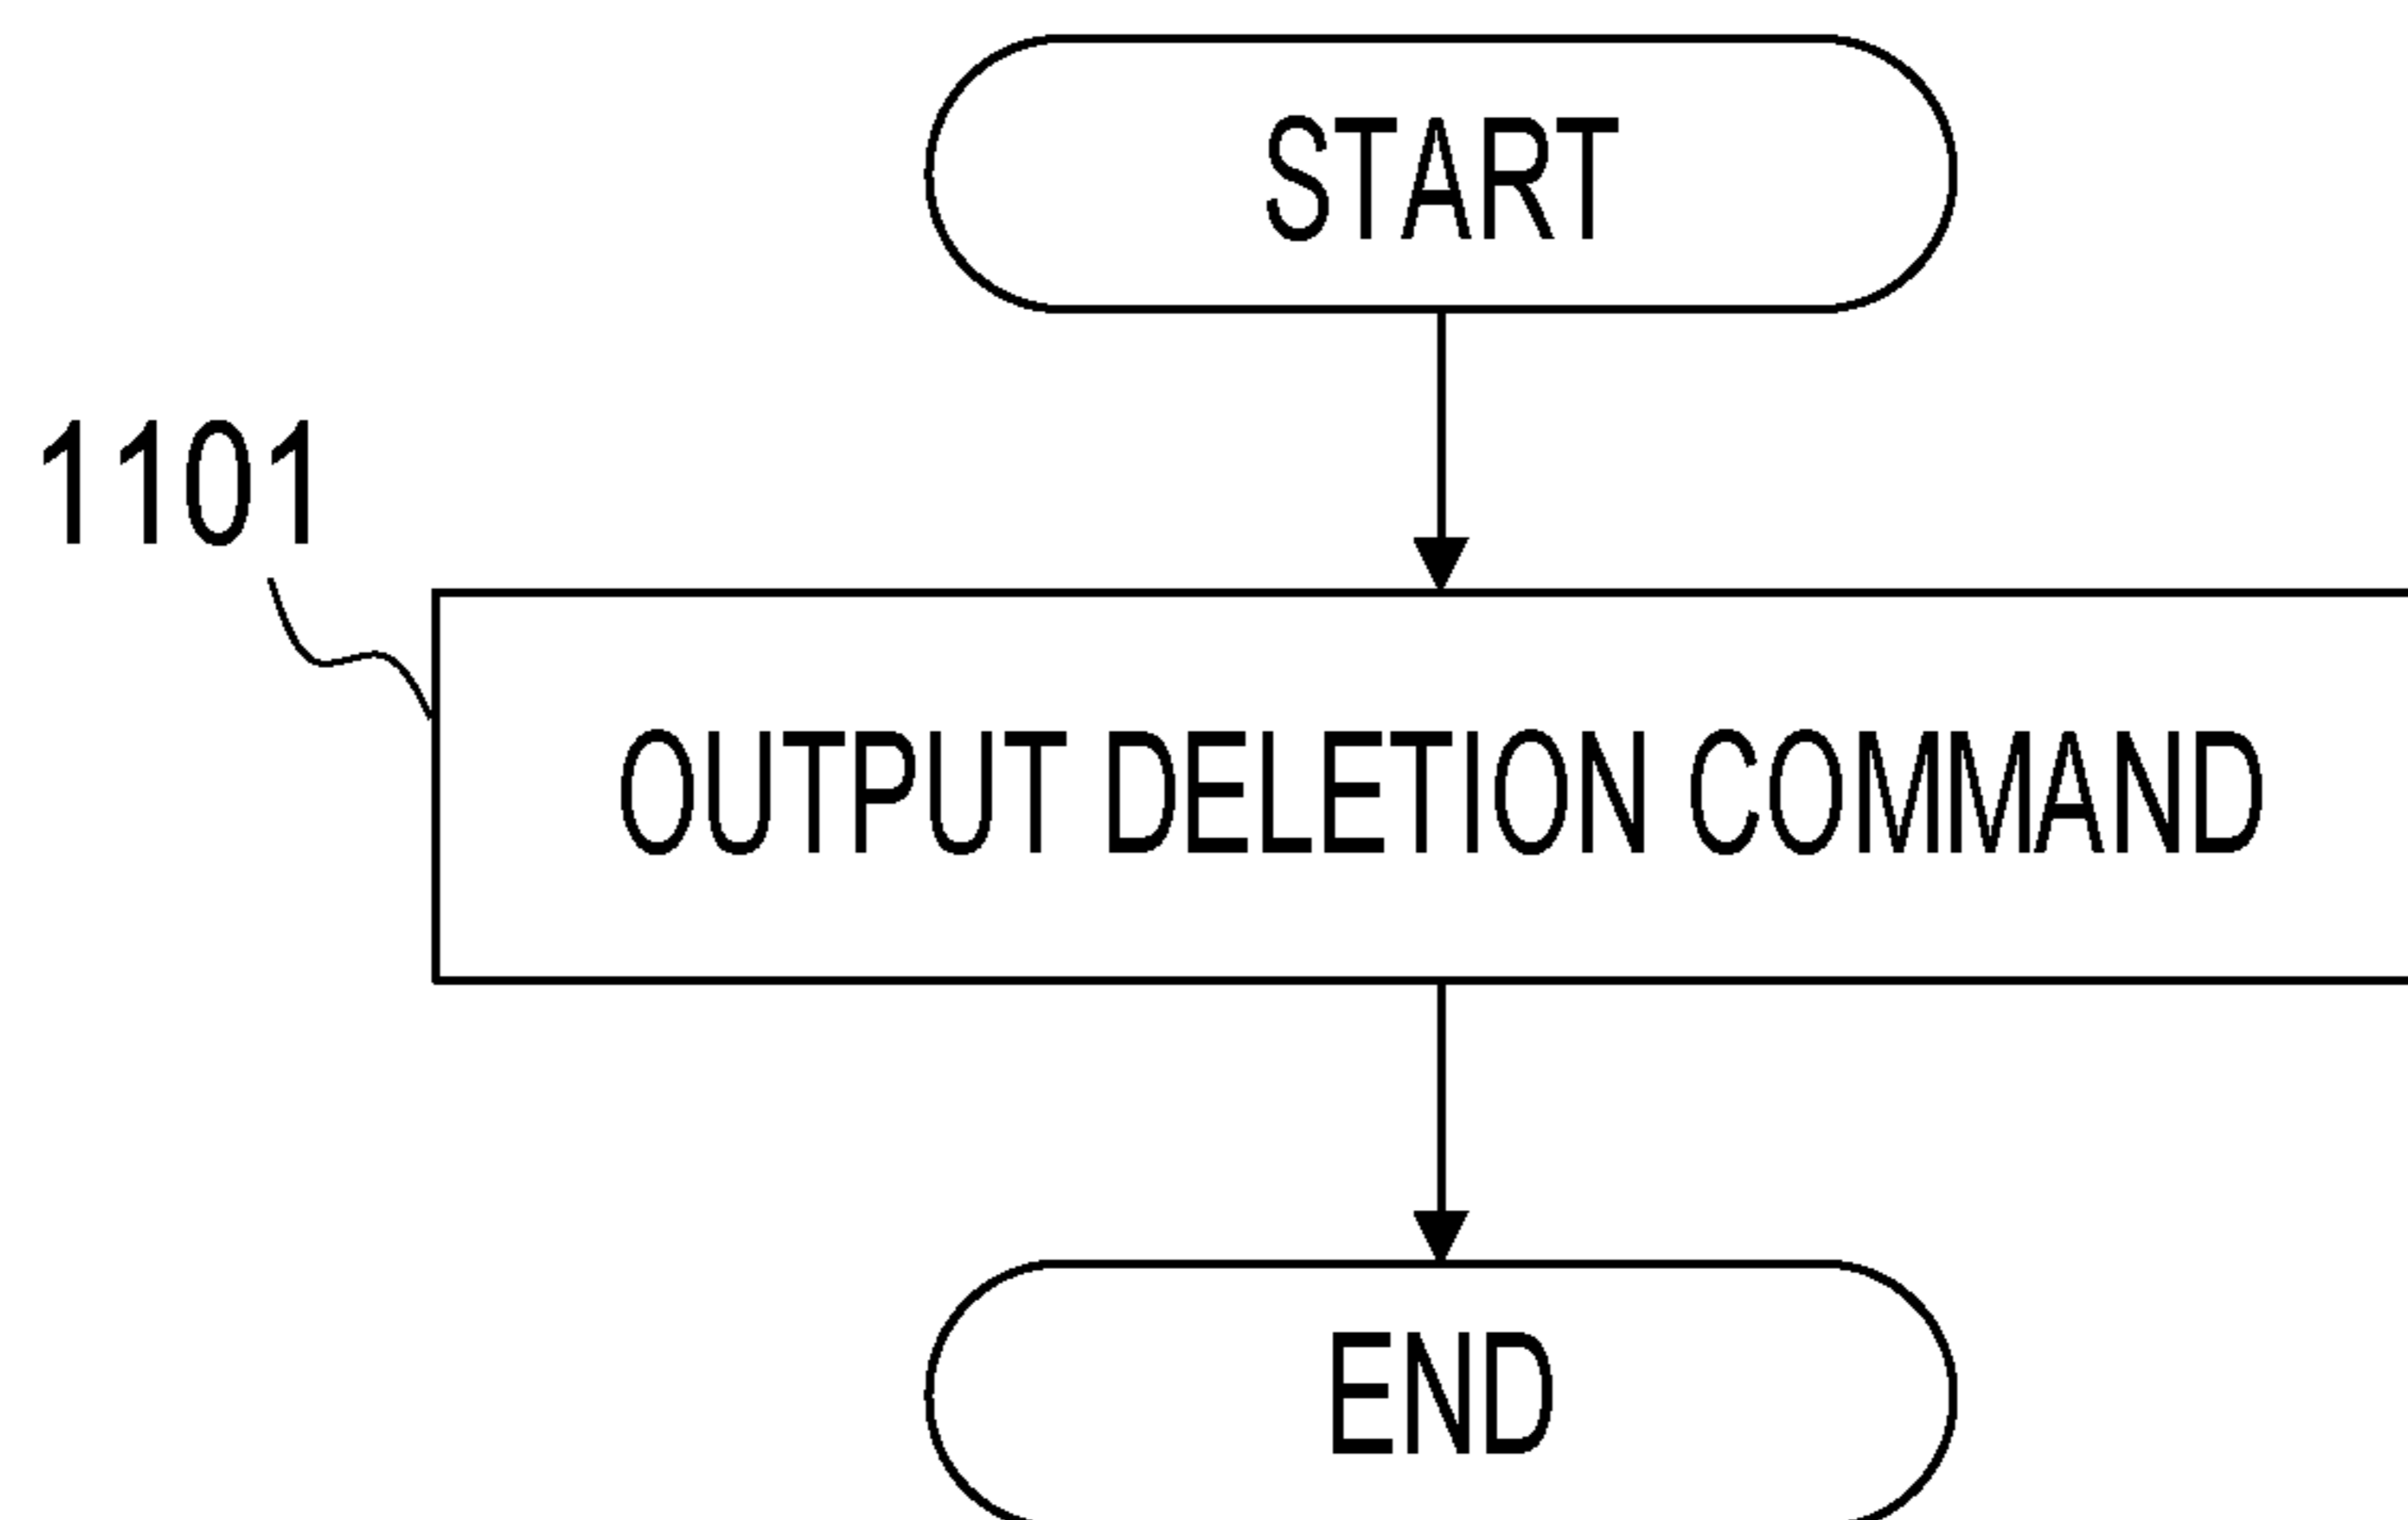 START
1101
OUTPUT DELETION COMMAND
END